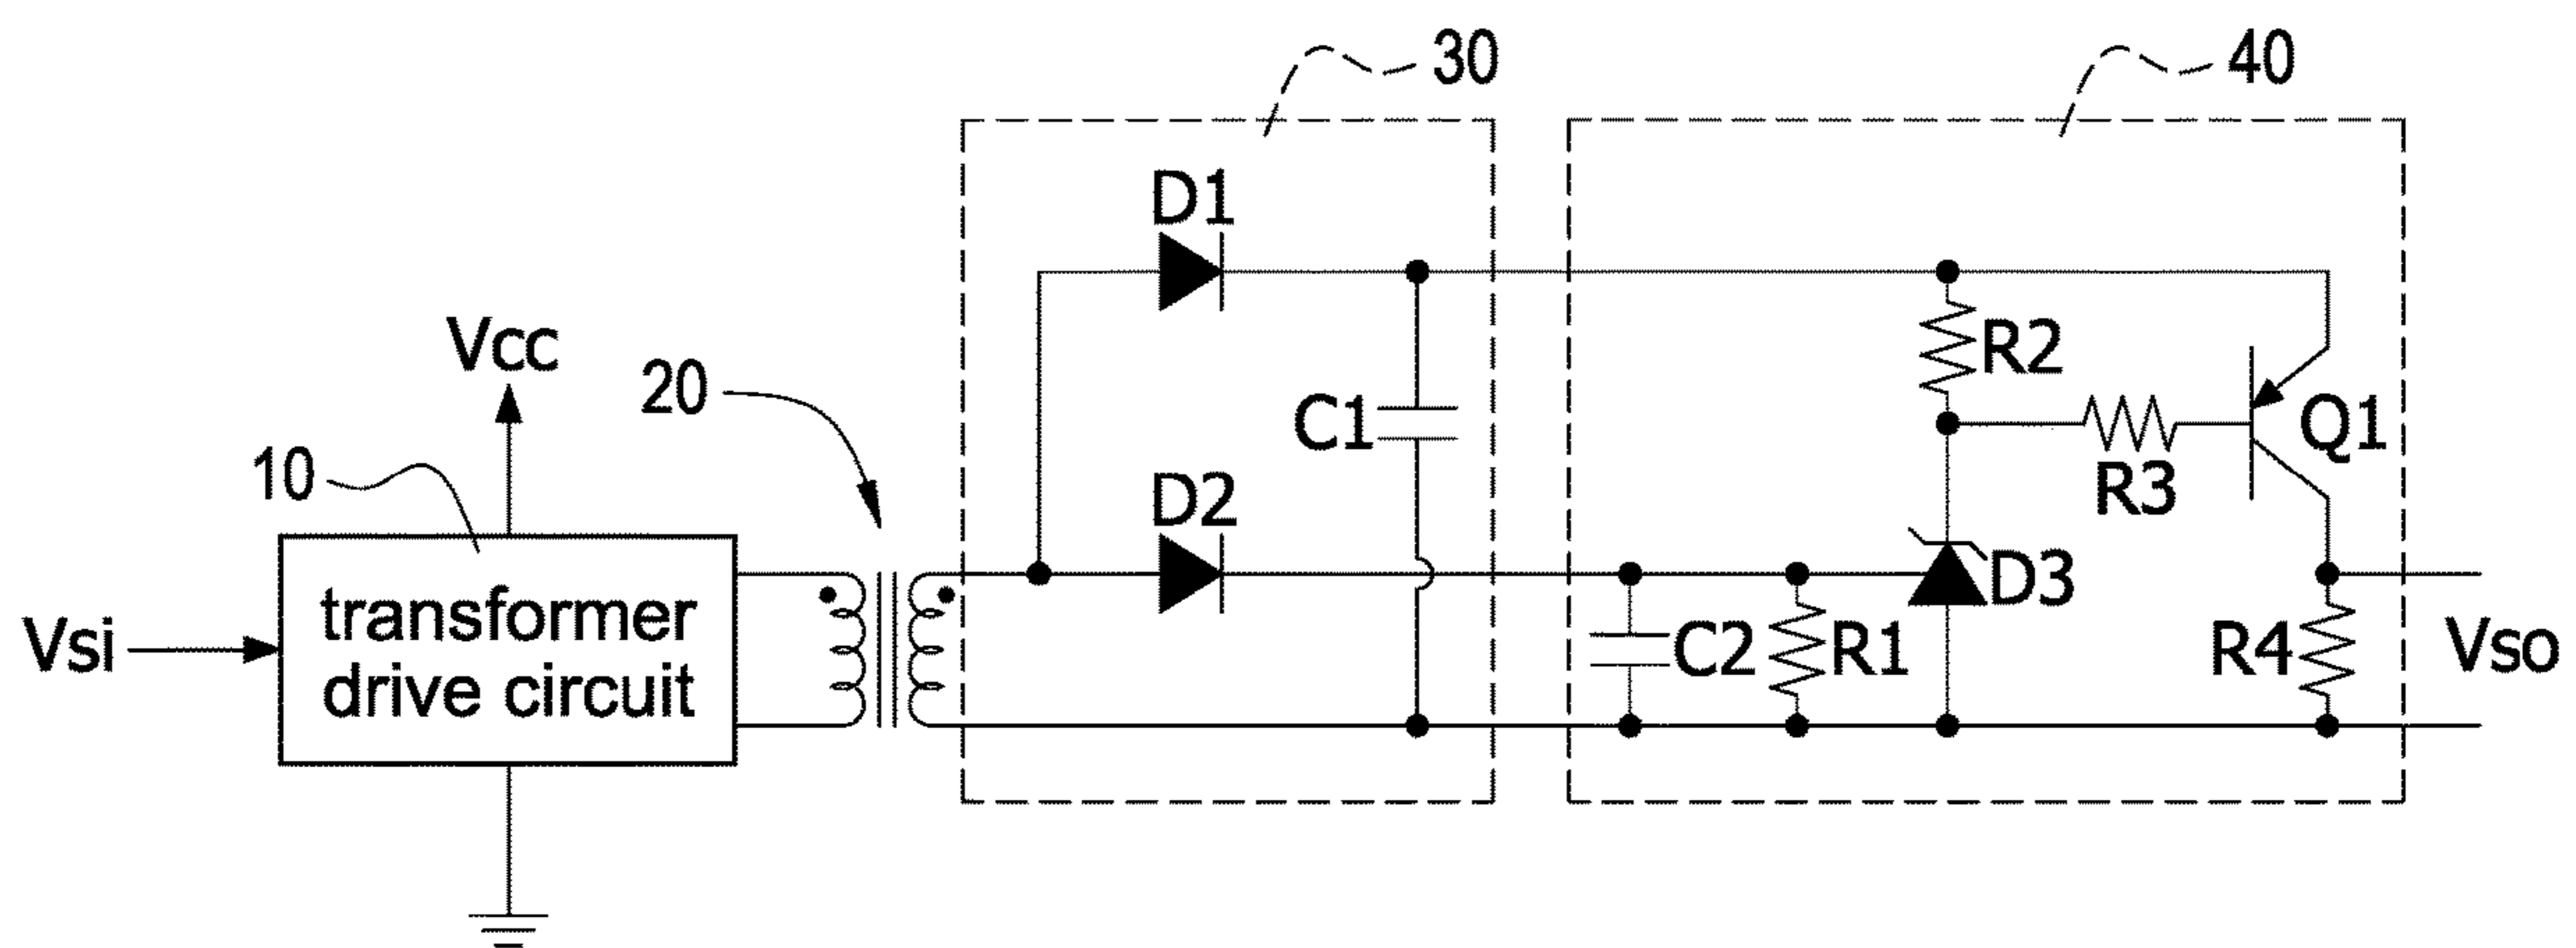 30
40
D1
Vcc
20
R2
C1
Q1
10
R3
D2
D3
transformer
drive circuit
Vsi
C2
R1
R4
Vso